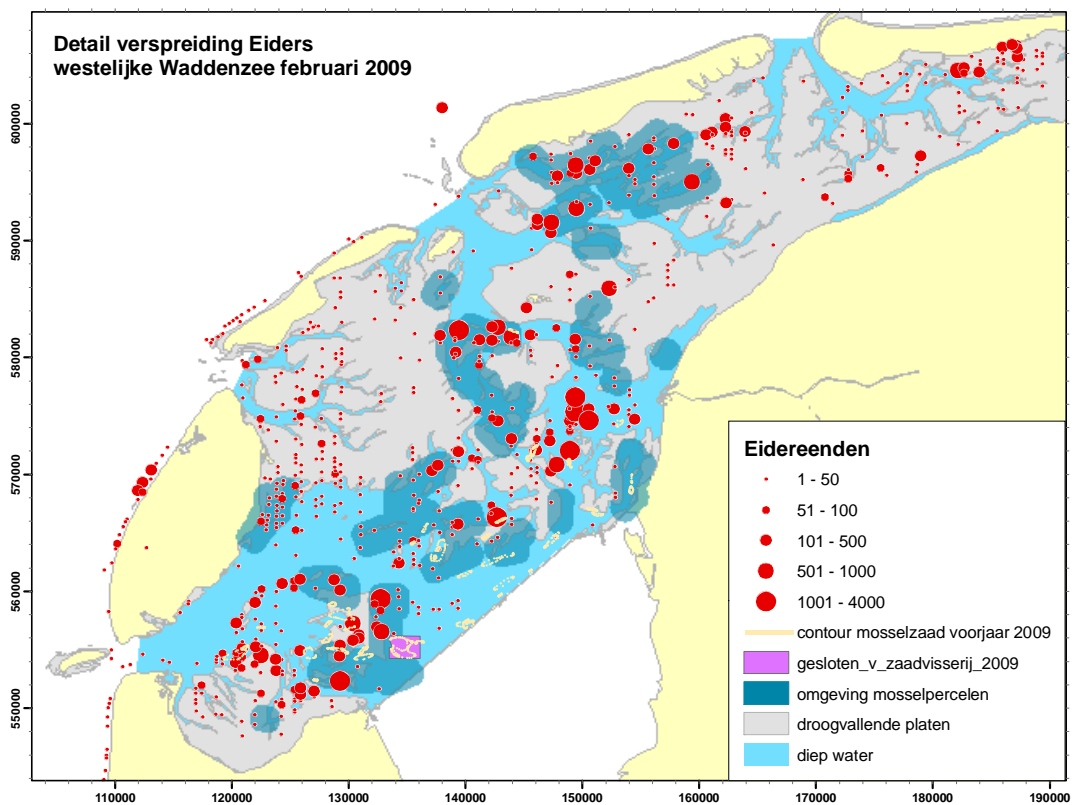 Detail verspreiding Eiders
westelijke Waddenzee februari 2009
600000
590000
580000
570000
560000
550000
110000 120000 130000 140000 150000 160000 170000 180000 190000
Eidereenden
1 - 50
51 - 100
101 - 500
501 - 1000
1001 - 4000
contour mosselzaad voorjaar 2009
gesloten_v_zaadvisserij_2009
omgeving mosselpercelen
droogvallende platen
diep water